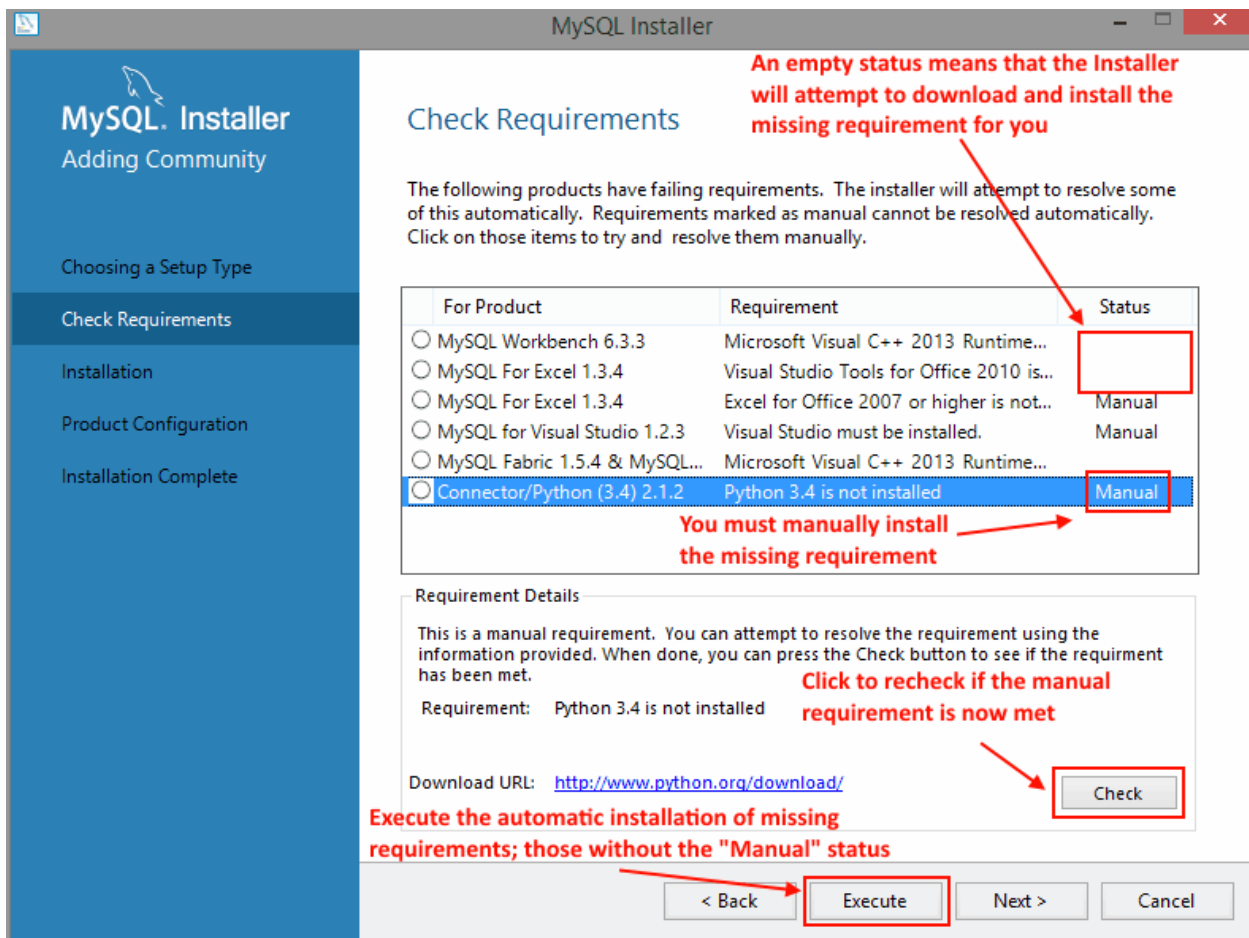 MySQL Installer
An empty status means that the Installer
will attempt to download and install the
missing requirement for you
MySQL. Installer
Adding Community
Choosing a Setup Type
Check Requirements
Installation
Product Configuration
Installation Complete
Check Requirements
The following products have failing requirements. The installer will attempt to resolve some
of this automatically. Requirements marked as manual cannot be resolved automatically.
Click on those items to try and resolve them manually.
For Product Requirement Status
MySQL Workbench 6.3.3 Microsoft Visual C++ 2013 Runtime...
MySQL For Excel 1.3.4 Visual Studio Tools for Office 2010 is...
MySQL For Excel 1.3.4 Excel for Office 2007 or higher is not... Manual
MySQL for Visual Studio 1.2.3 Visual Studio must be installed. Manual
MySQL Fabric 1.5.4 & MySQL... Microsoft Visual C++ 2013 Runtime...
Connector/Python (3.4) 2.1.2 Python 3.4 is not installed Manual
You must manually install
the missing requirement
Requirement Details
This is a manual requirement. You can attempt to resolve the requirement using the
information provided. When done, you can press the Check button to see if the requirment
has been met.
Click to recheck if the manual
requirement is now met
Requirement: Python 3.4 is not installed
Download URL: http://www.python.org/download/
Check
Execute the automatic installation of missing
requirements; those without the "Manual" status
< Back Execute Next > Cancel